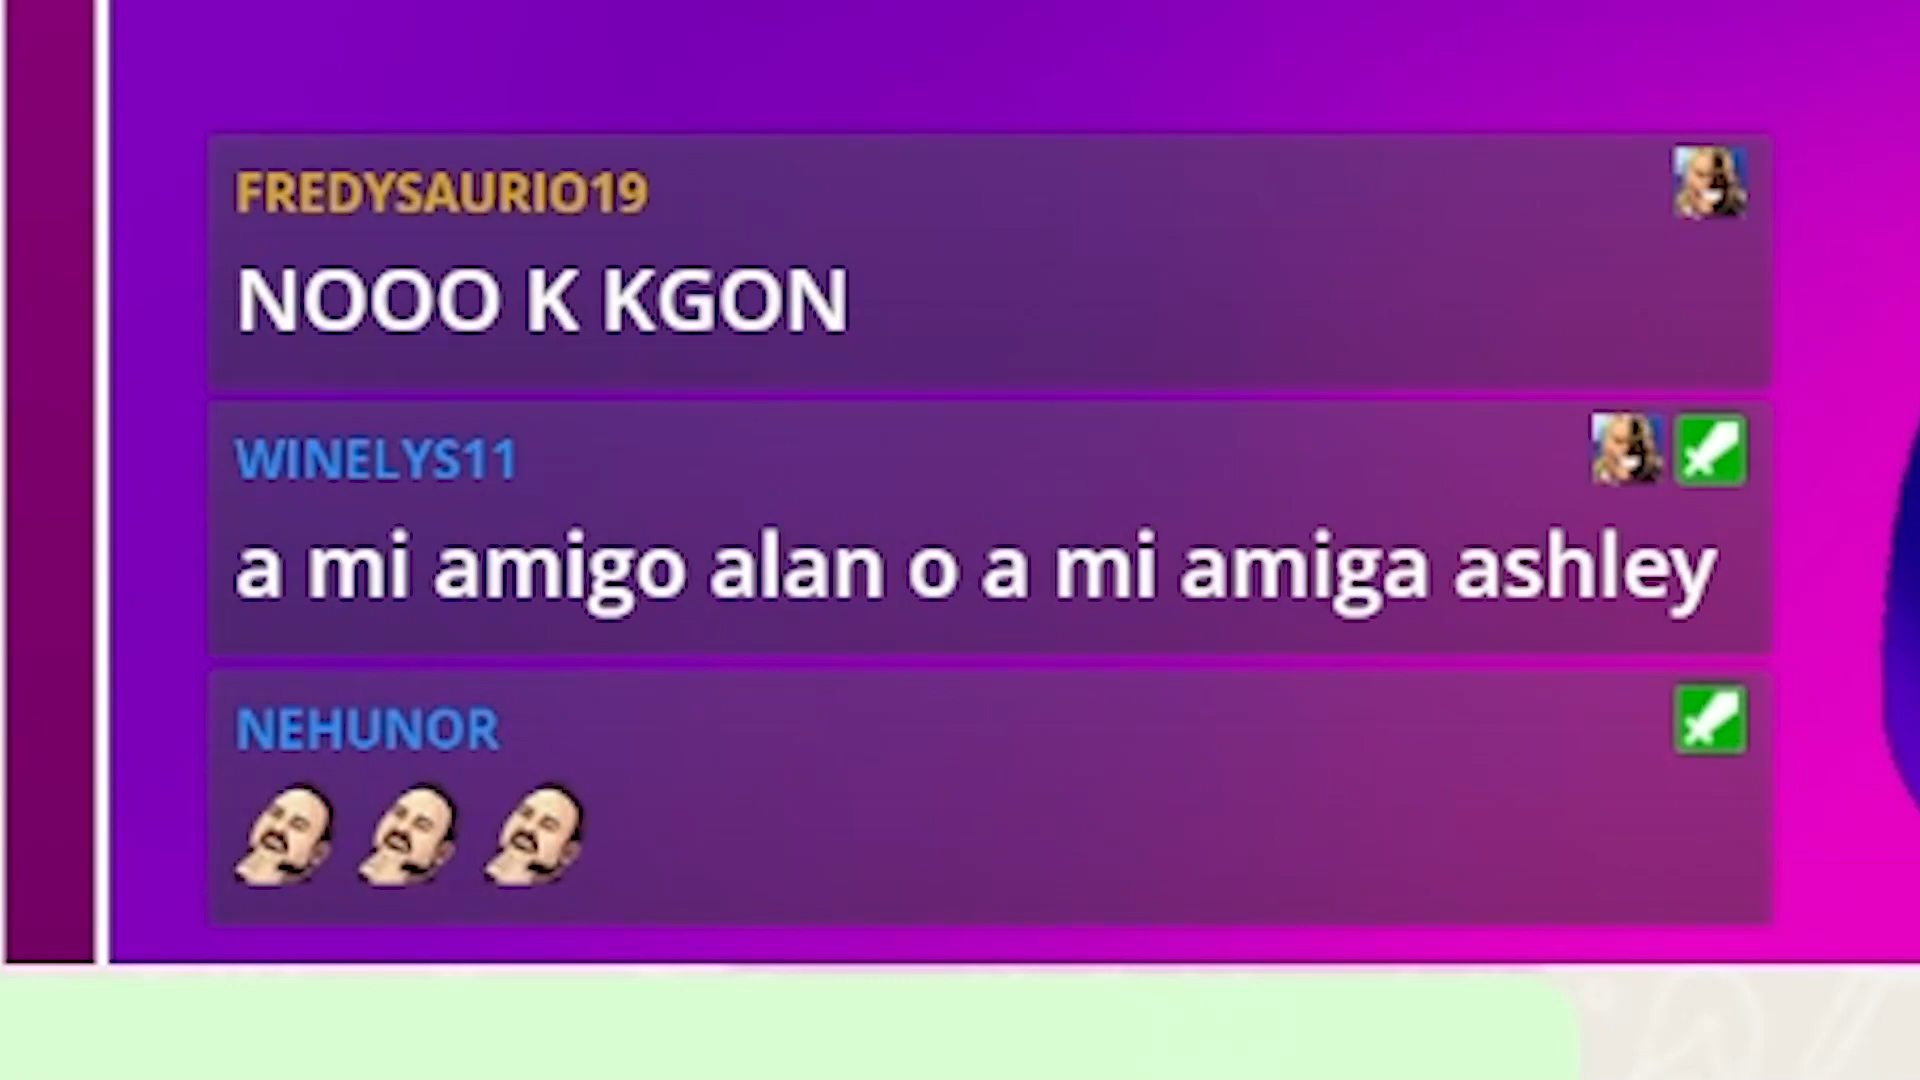 FREDYSAURIO19
NOOO K KGON
WINELYS11
a mi amigo alan o a mi amiga ashley
NEHUNOR